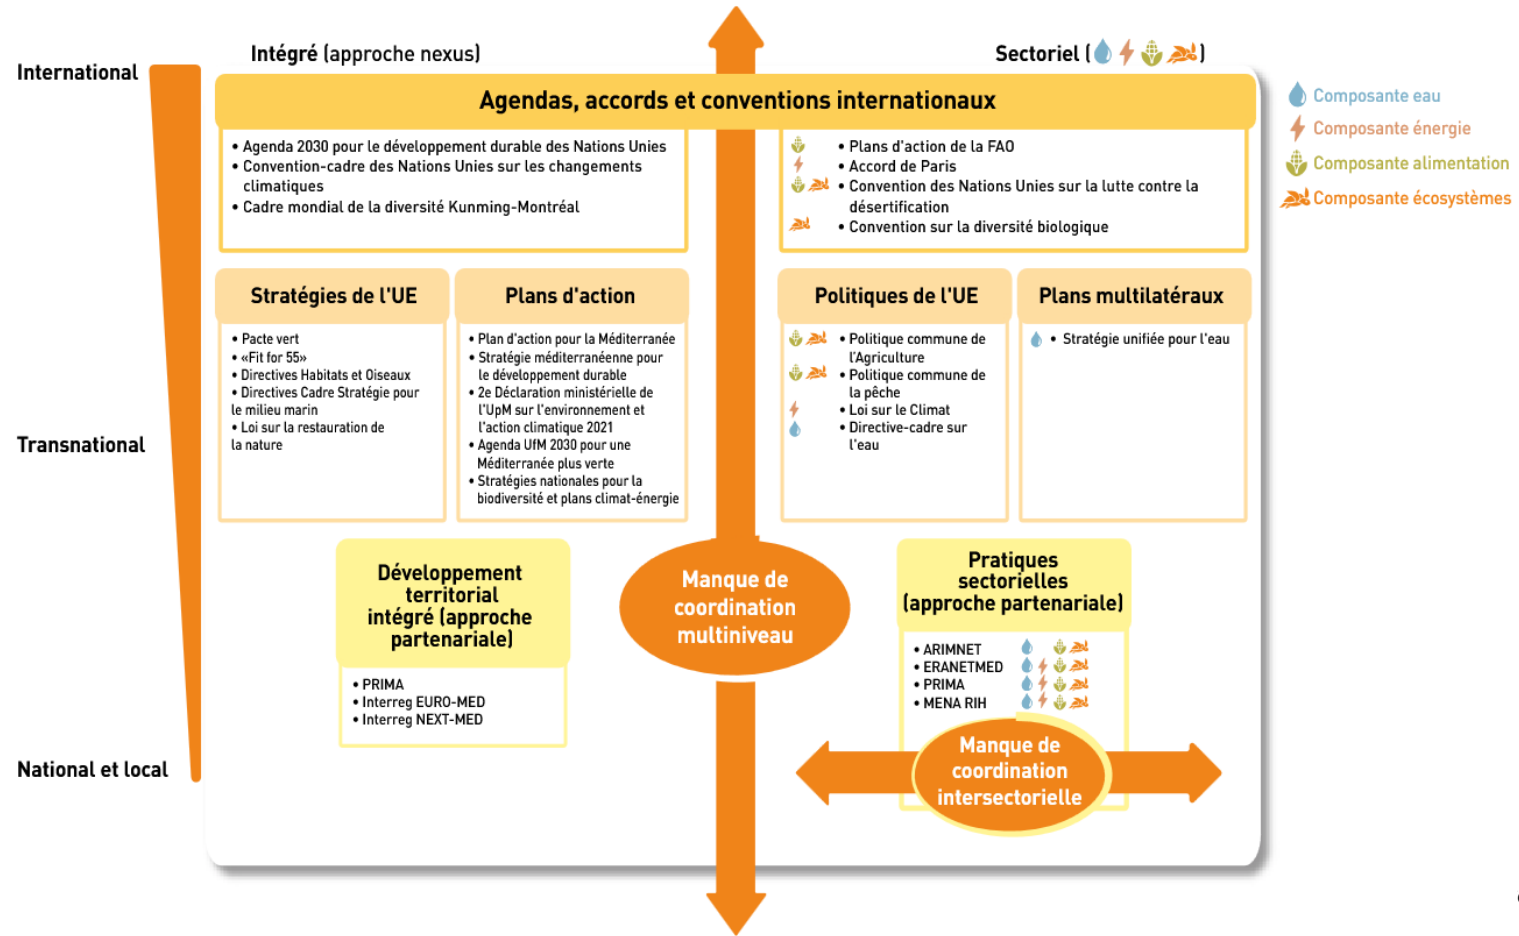 Intégré (approche nexus)
Sectoriel ( )
International
Agendas, accords et conventions internationaux
• Agenda 2030 pour le développement durable des Nations Unies
• Convention-cadre des Nations Unies sur les changements
climatiques
• Cadre mondial de la diversité Kunming-Montréal
• Plans d'action de la FAO
• Accord de Paris
• Convention des Nations Unies sur la lutte contre la
désertification
• Convention sur la diversité biologique
Composante eau
Composante énergie
Composante alimentation
Composante écosystèmes
Stratégies de l'UE
• Pacte vert
• «Fit for 55»
• Directives Habitats et Oiseaux
• Directives Cadre Stratégie pour
le milieu marin
• Loi sur la restauration de
la nature
Plans d'action
• Plan d'action pour la Méditerranée
• Stratégie méditerranéenne pour
le développement durable
• 2e Déclaration ministérielle de
l'UpM sur l'environnement et
l'action climatique 2021
• Agenda UfM 2030 pour une
Méditerranée plus verte
• Stratégies nationales pour la
biodiversité et plans climat-énergie
Politiques de l'UE
• Politique commune de
l'Agriculture
• Politique commune de
la pêche
• Loi sur le Climat
• Directive-cadre sur
l'eau
Plans multilatéraux
• Stratégie unifiée pour l'eau
Transnational
Développement
territorial
intégré (approche
partenariale)
• PRIMA
• Interreg EURO-MED
• Interreg NEXT-MED
Manque de
coordination
multiniveau
Pratiques
sectorielles
(approche partenariale)
• ARIMNET
• ERANETMED
• PRIMA
• MENA RIH
Manque de
coordination
intersectorielle
National et local